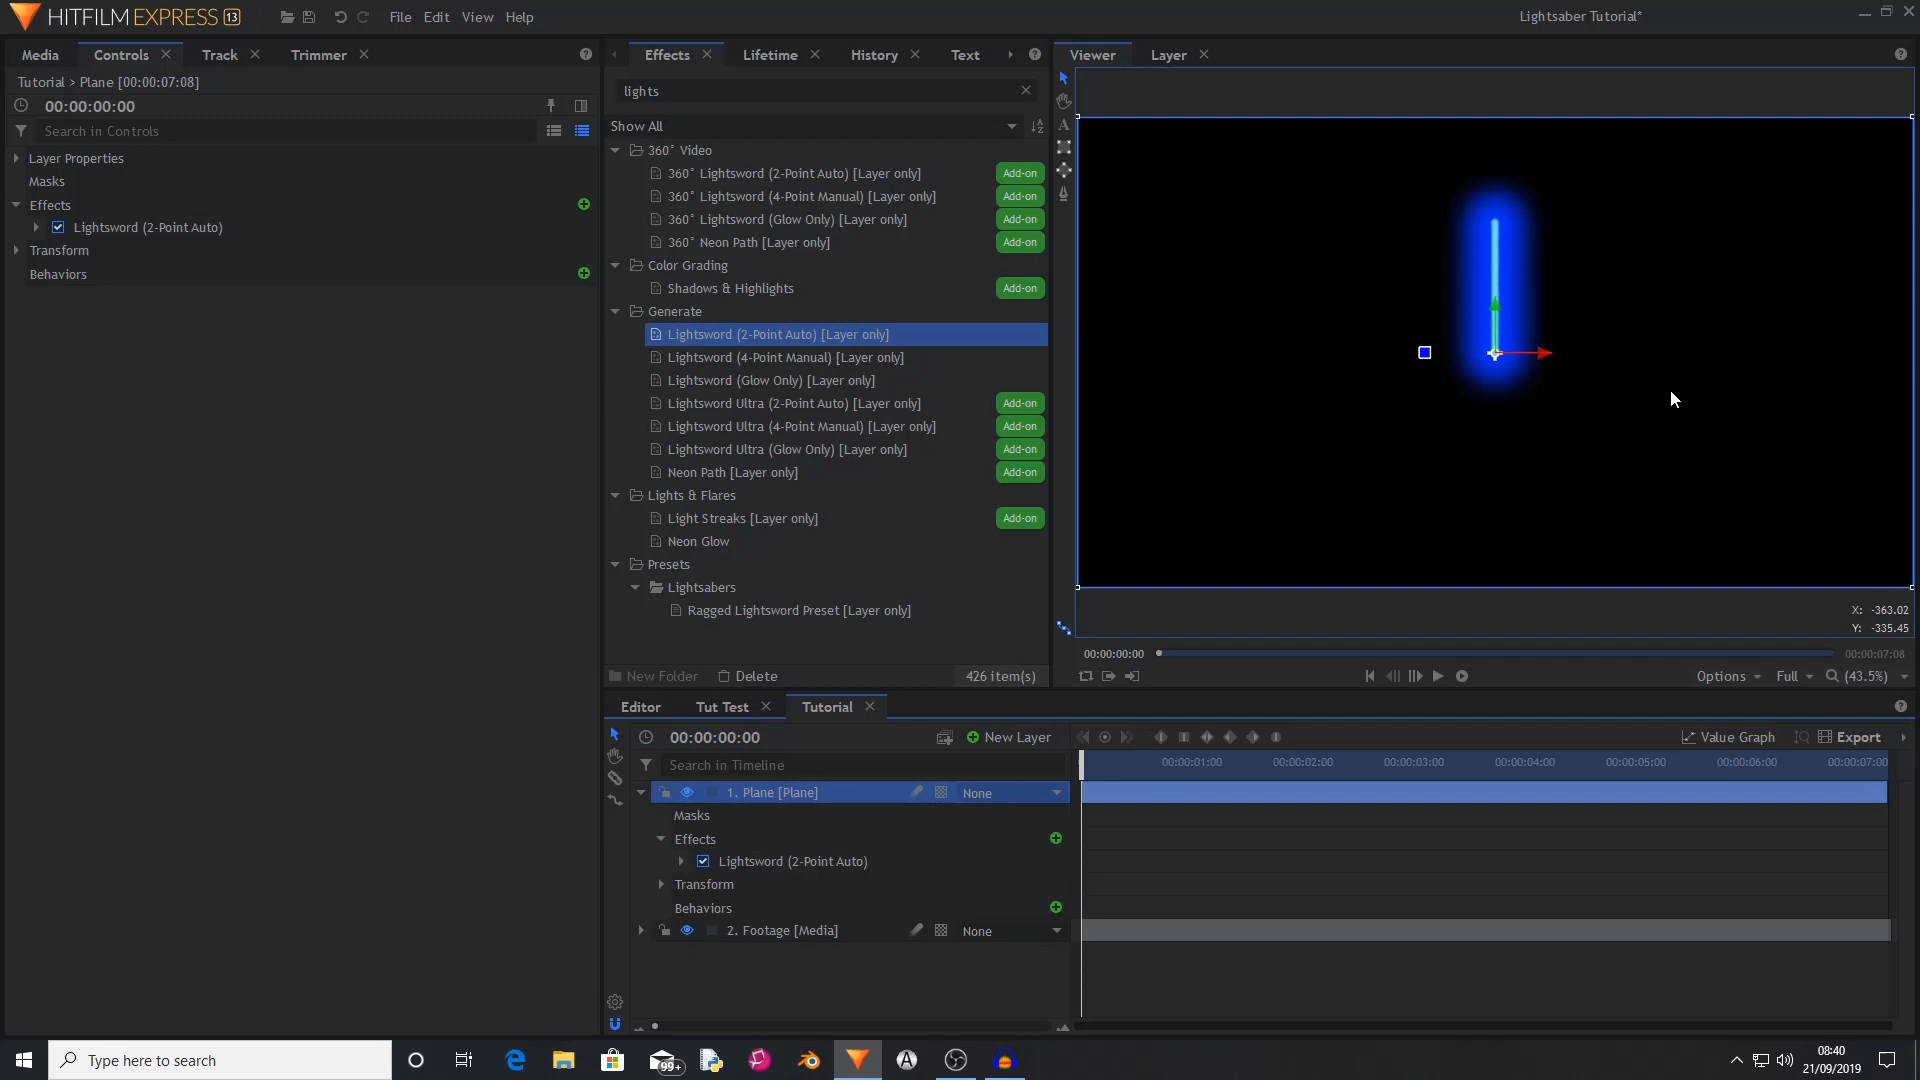 HITFILM EXPRESS 13
File Edit View Help
Lightsaber Tutorial*
Media Controls Track Trimmer
Tutorial > Plane [00:00:07:08]
00:00:00:00
Search in Controls
Layer Properties
Masks
Effects
Lightsword (2-Point Auto)
Transform
Behaviors
Effects Lifetime History Text
lights
Show All
360° Video
360° Lightsword (2-Point Auto) [Layer only] Add-on
360° Lightsword (4-Point Manual) [Layer only] Add-on
360° Lightsword (Glow Only) [Layer only] Add-on
360° Neon Path [Layer only] Add-on
Color Grading
Shadows & Highlights Add-on
Generate
Lightsword (2-Point Auto) [Layer only]
Lightsword (4-Point Manual) [Layer only]
Lightsword (Glow Only) [Layer only]
Lightsword Ultra (2-Point Auto) [Layer only] Add-on
Lightsword Ultra (4-Point Manual) [Layer only] Add-on
Lightsword Ultra (Glow Only) [Layer only] Add-on
Neon Path [Layer only] Add-on
Lights & Flares
Light Streaks [Layer only] Add-on
Neon Glow
Presets
Lightsabers
Ragged Lightsword Preset [Layer only]
New Folder Delete 426 item(s)
Viewer Layer
X: -363.02
Y: -335.45
00:00:00:00 00:00:07:08
Options Full (43.5%)
Editor Tut Test Tutorial
00:00:00:00 New Layer Value Graph Export
Search in Timeline 00:00:01:00 00:00:02:00 00:00:03:00 00:00:04:00 00:00:05:00 00:00:06:00 00:00:07:00
1. Plane [Plane] None
Masks
Effects
Lightsword (2-Point Auto)
Transform
Behaviors
2. Footage [Media] None
Type here to search 99+ 08:40
21/09/2019